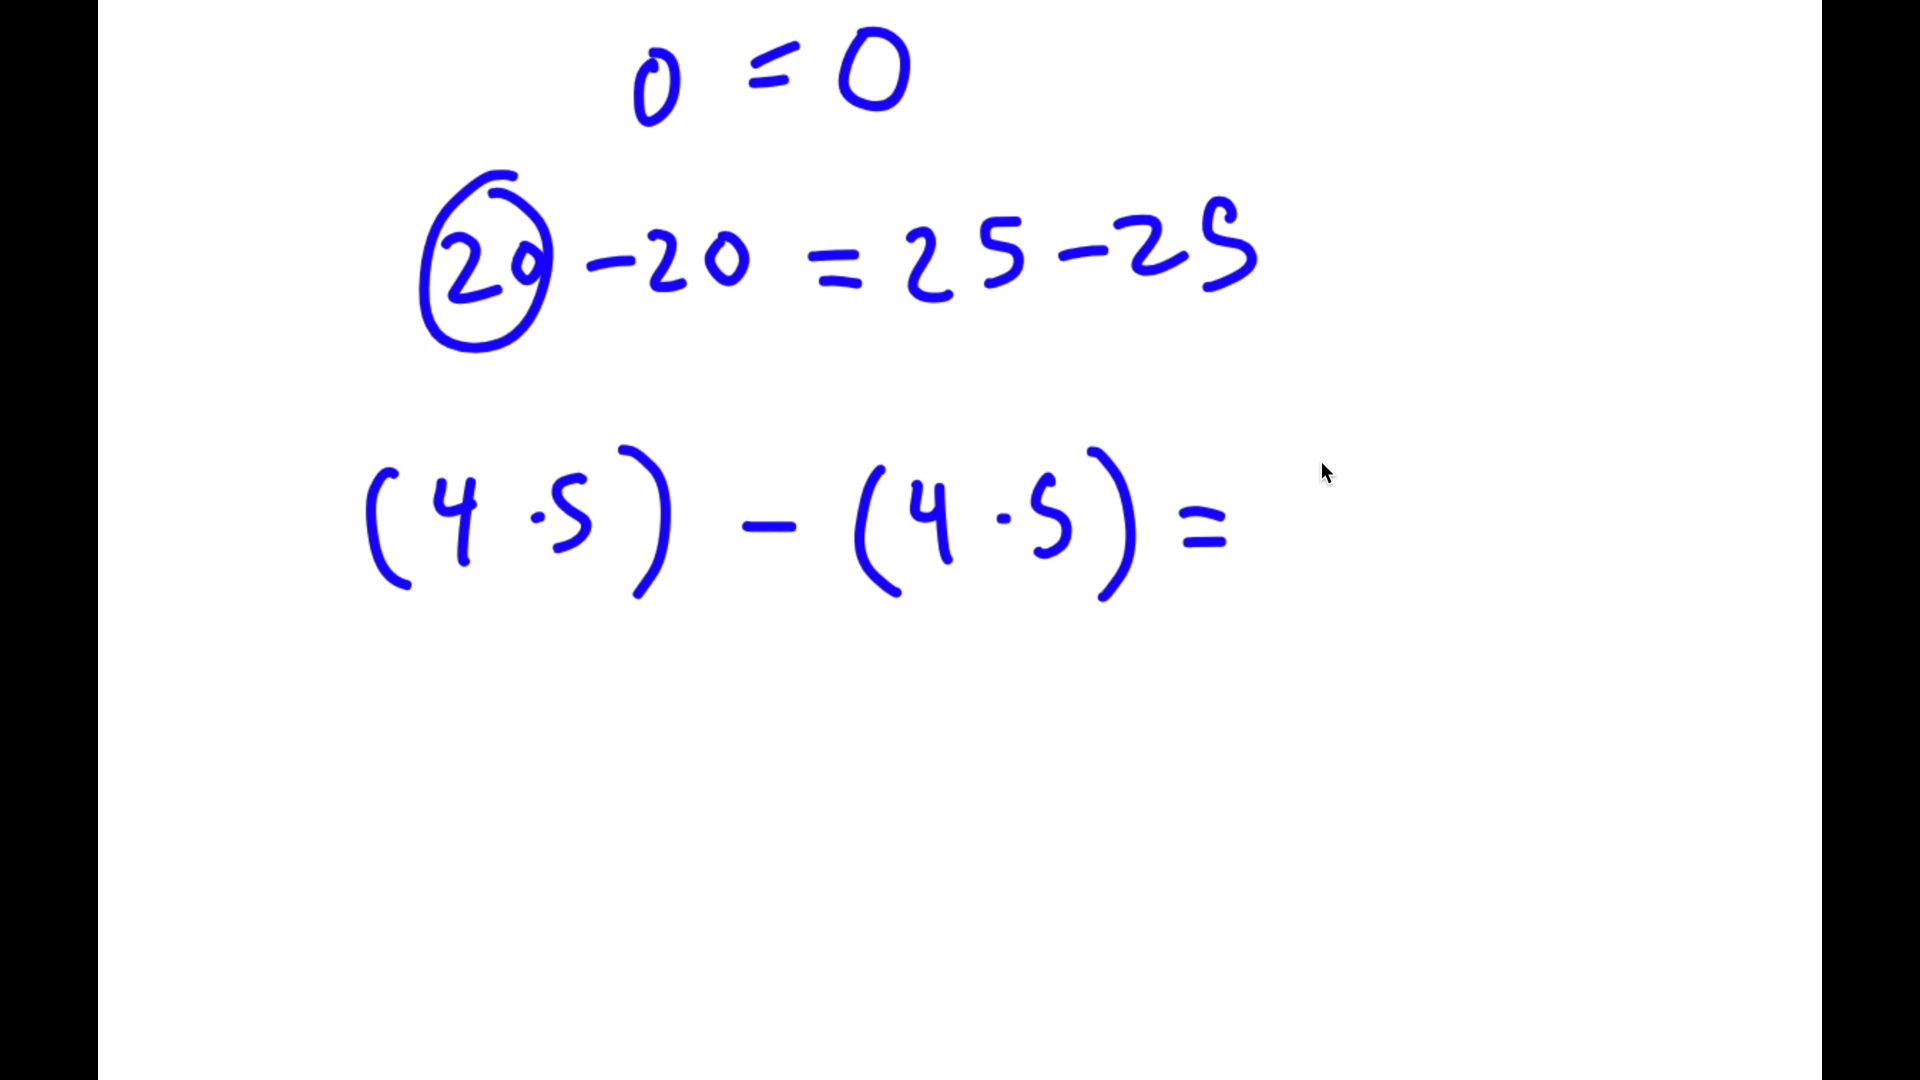 0 = 0
20 - 20 = 25 - 25
(4 · 5) - (4 · 5) =